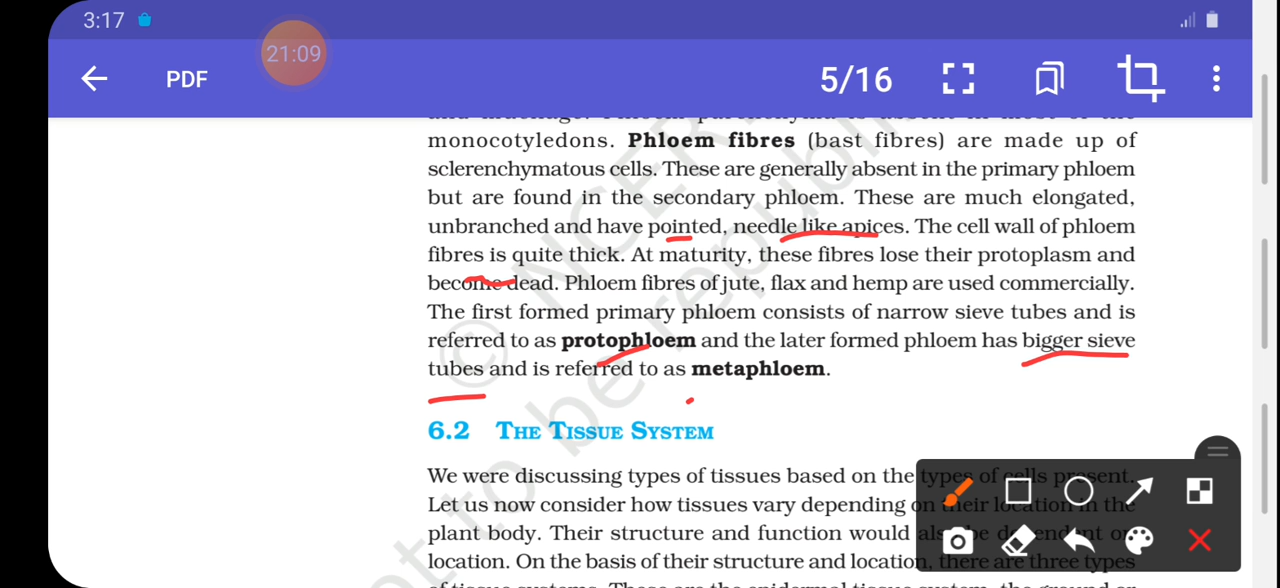 3:17
21:09
PDF
5/16
monocotyledons. Phloem fibres (bast fibres) are made up of
sclerenchymatous cells. These are generally absent in the primary phloem
but are found in the secondary phloem. These are much elongated,
unbranched and have pointed, needle like apices. The cell wall of phloem
fibres is quite thick. At maturity, these fibres lose their protoplasm and
become dead. Phloem fibres of jute, flax and hemp are used commercially.
The first formed primary phloem consists of narrow sieve tubes and is
referred to as protophloem and the later formed phloem has bigger sieve
tubes and is referred to as metaphloem.
6.2 THE TISSUE SYSTEM
We were discussing types of tissues based on the types of cells present.
Let us now consider how tissues vary depending on their location in the
plant body. Their structure and function would also be dependent on
location. On the basis of their structure and location, there are three types